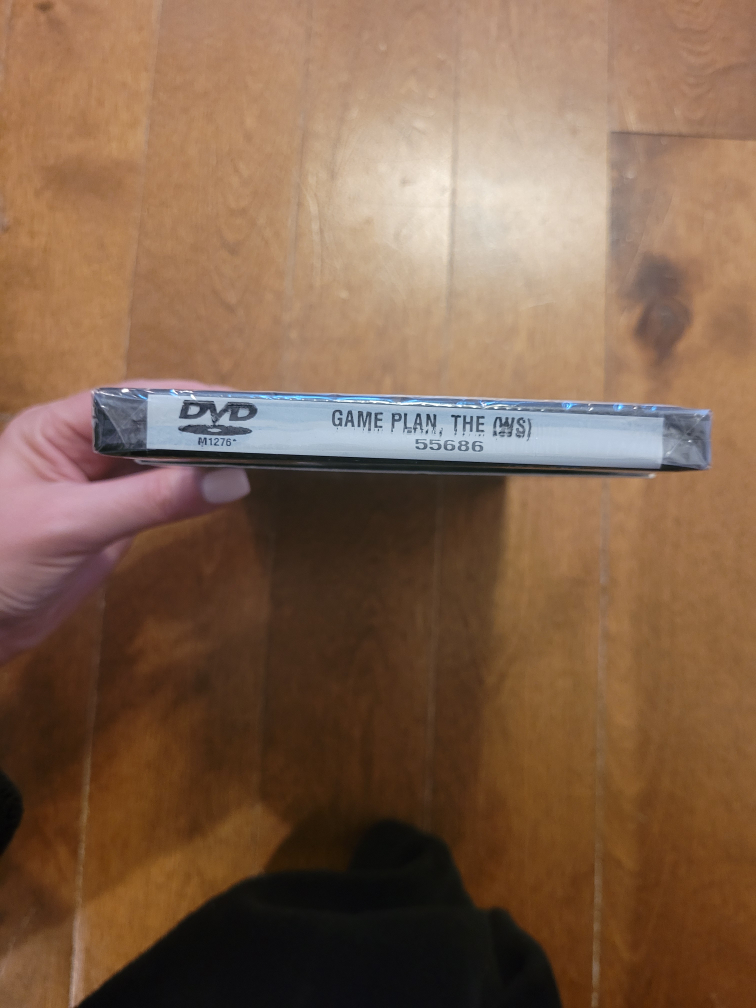 DVD
M1276*
GAME PLAN, THE (WS)
55686